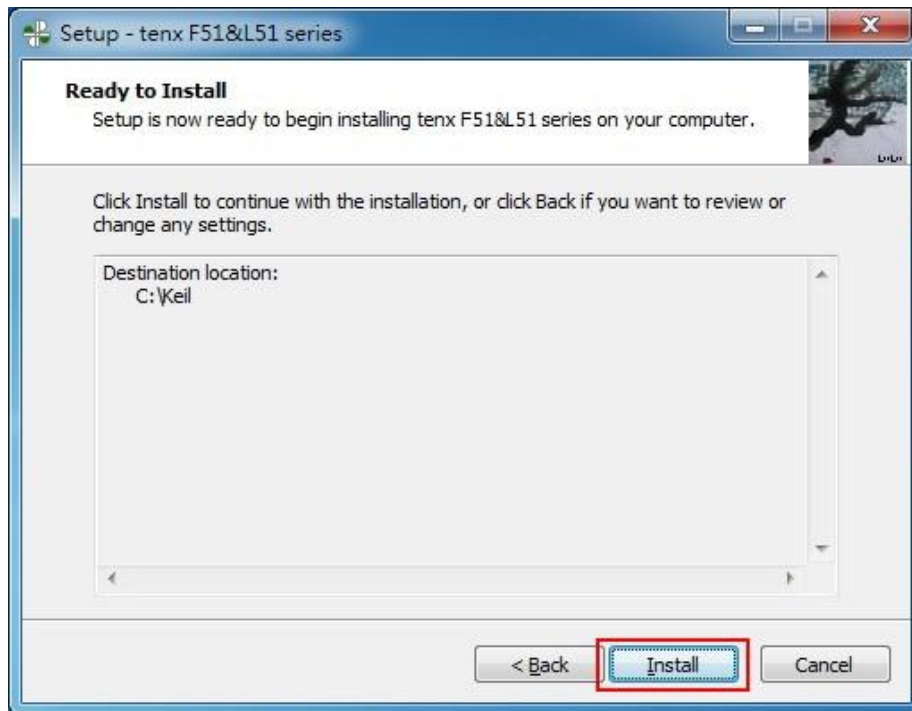 Setup - tenx F51&L51 series
Ready to Install
Setup is now ready to begin installing tenx F51&L51 series on your computer.
Click Install to continue with the installation, or click Back if you want to review or
change any settings.
Destination location:
C:\Keil
< Back
Install
Cancel